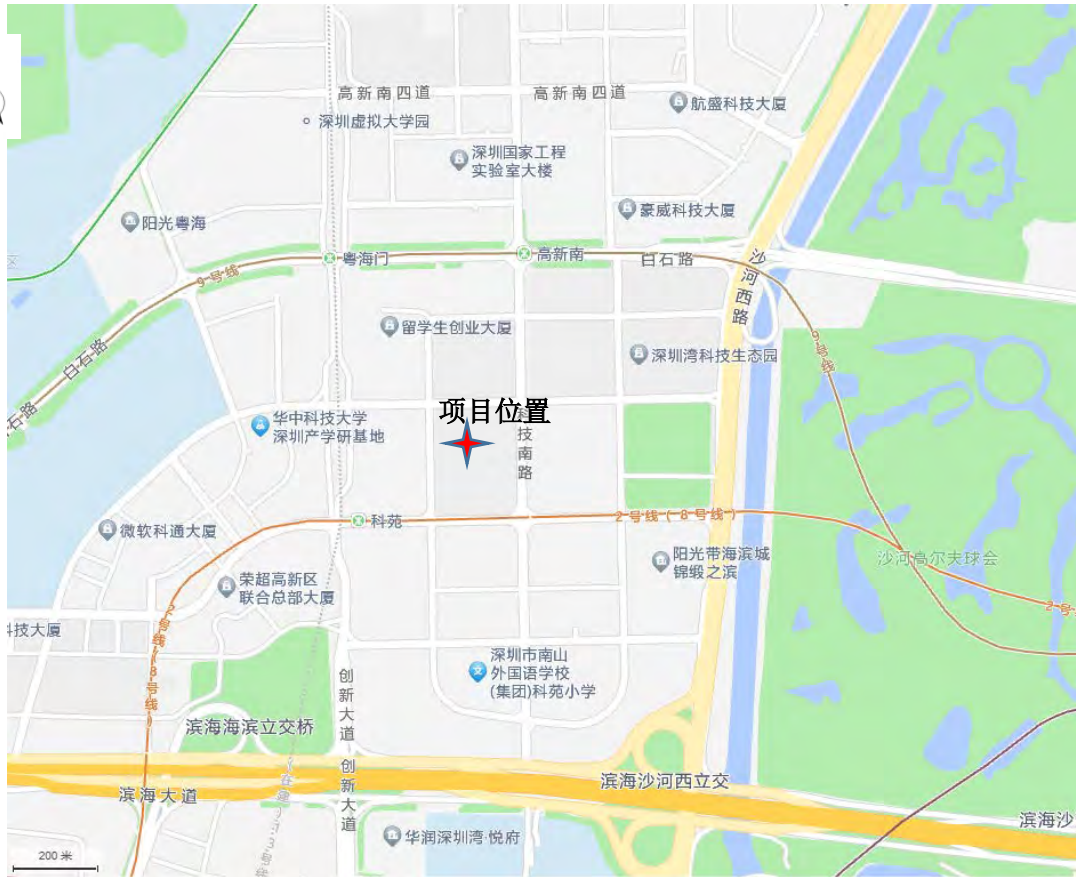 高新南四道
高新南四道
航盛科技大厦
深圳虚拟大学园
深圳国家工程
实验室大楼
豪威科技大厦
阳光粤海
区
粤海门
高新南
白石路
9号线
沙河西路
留学生创业大厦
深圳湾科技生态园
9号线
白石路
石路
项目位置
华中科技大学
深圳产学研基地
科技南路
科苑
2号线(8号线)
微软科通大厦
阳光带海滨城
锦缎之滨
沙河高尔夫球会
荣超高新区
联合总部大厦
2号
科技大厦
2号线(8号线)
深圳市南山
外国语学校
(集团)科苑小学
创新大道
滨海海滨立交桥
创新大道
滨海沙河西立交
滨海大道
滨海沙
华润深圳湾·悦府
200 米